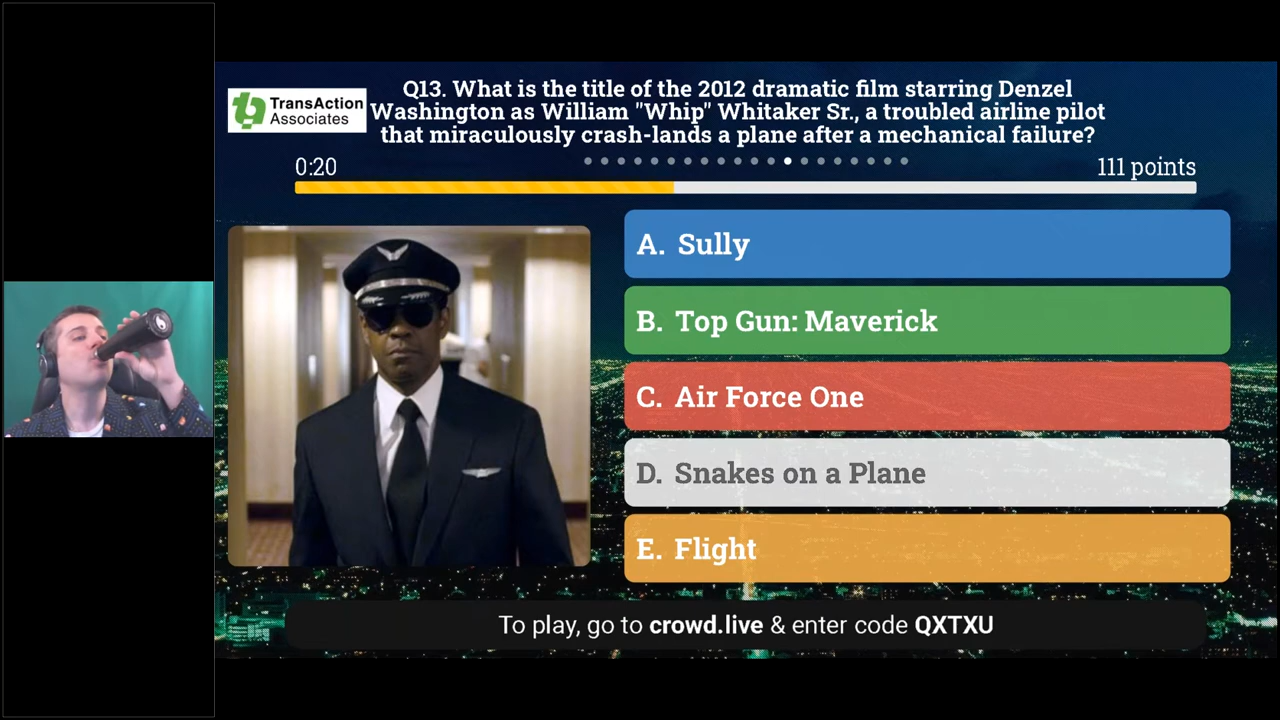 Q13. What is the title of the 2012 dramatic film starring Denzel
Washington as William "Whip" Whitaker Sr., a troubled airline pilot
that miraculously crash-lands a plane after a mechanical failure?
TransAction
Associates
0:20
111 points
A. Sully
B. Top Gun: Maverick
C. Air Force One
D. Snakes on a Plane
E. Flight
To play, go to crowd.live & enter code QXTXU